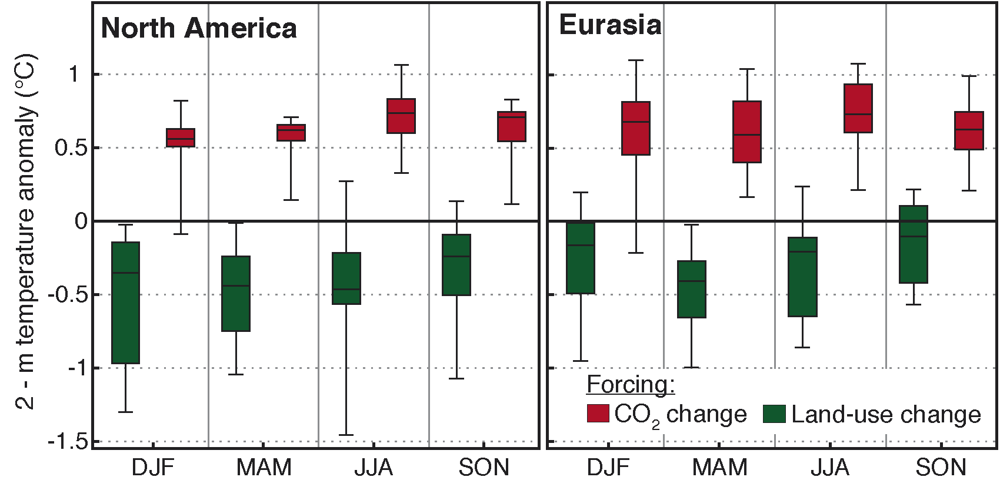 North America
Eurasia
2 - m temperature anomaly (°C)
1
0.5
0
-0.5
-1
-1.5
Forcing:
CO₂ change
Land-use change
DJF MAM JJA SON
DJF MAM JJA SON